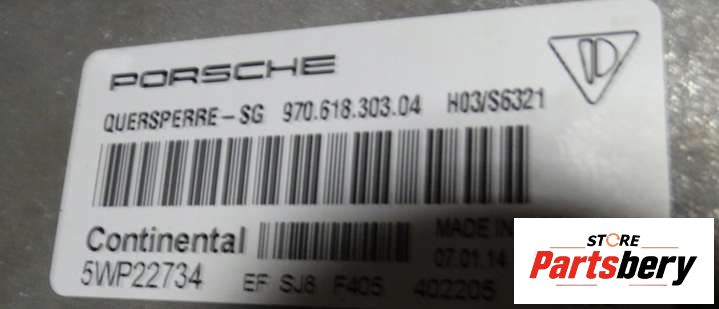 PORSCHE
QUERSPERRE-SG 970.618.303.04 H03/S6321
Continental MADE IN
5WP22734 EF SJ8 F405 402205 07.01.14
STORE
Partsbery